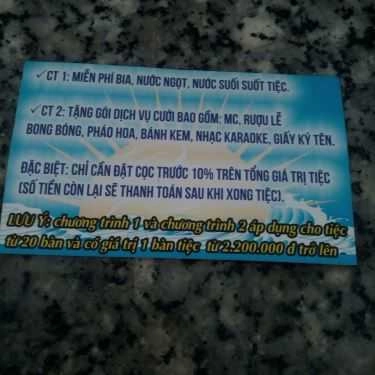 ✓CT 1: MIỄN PHÍ BIA, NƯỚC NGỌT, NƯỚC SUỐI SUỐT TIỆC.
✓CT 2: TẶNG GÓI DỊCH VỤ CƯỚI BAO GỒM: MC, RƯỢU LỄ
BONG BÓNG, PHÁO HOA, BÁNH KEM, NHẠC KARAOKE, GIẤY KÝ TÊN.
ĐẶC BIỆT: CHỈ CẦN ĐẶT CỌC TRƯỚC 10% TRÊN TỔNG GIÁ TRỊ TIỆC
(SỐ TIỀN CÒN LẠI SẼ THANH TOÁN SAU KHI XONG TIỆC).
LƯU Ý: chương trình 1 và chương trình 2 áp dụng cho tiệc
từ 20 bàn và có giá trị 1 bàn tiệc từ 2.200.000 đ trở lên